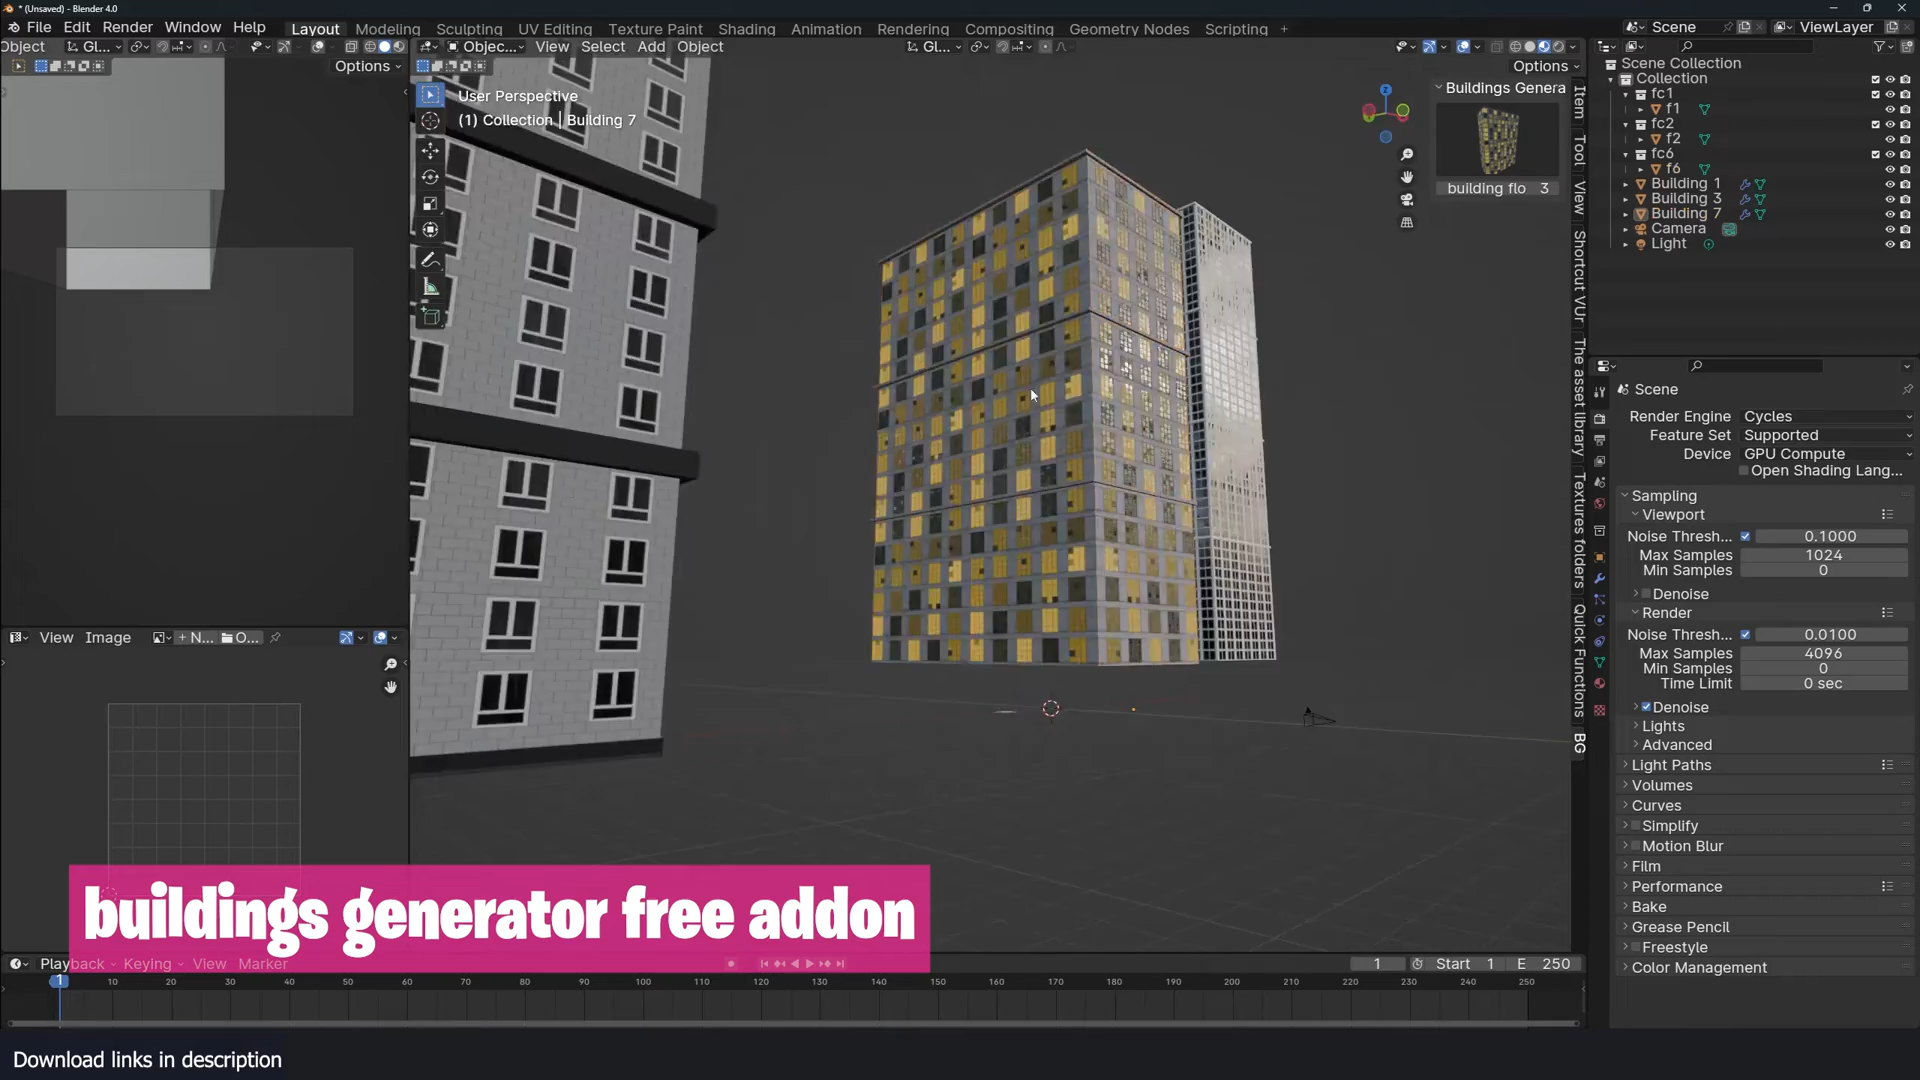 * (Unsaved) - Blender 4.0
File Edit Render Window Help Layout Modeling Sculpting UV Editing Texture Paint Shading Animation Rendering Compositing Geometry Nodes Scripting + Scene ViewLayer
Object Gl... Objec... View Select Add Object Gl...
Options Options
User Perspective
(1) Collection | Building 7
Buildings Genera
building flo 3
Item
Tool
View
Shortcut VUr
The asset library
Textures folders
Quick Functions
BG
Scene Collection
Collection
fc1
f1
fc2
f2
fc6
f6
Building 1
Building 3
Building 7
Camera
Light
Scene
Render Engine Cycles
Feature Set Supported
Device GPU Compute
Open Shading Lang...
Sampling
Viewport
Noise Thresh... 0.1000
Max Samples 1024
Min Samples 0
Denoise
Render
Noise Thresh... 0.0100
Max Samples 4096
Min Samples 0
Time Limit 0 sec
Denoise
Lights
Advanced
Light Paths
Volumes
Curves
Simplify
Motion Blur
Film
Performance
Bake
Grease Pencil
Freestyle
Color Management
View Image + N... O...
buildings generator free addon
Playback Keying View Marker 1 Start 1 E 250
1 10 20 30 40 50 60 70 80 90 100 110 120 130 140 150 160 170 180 190 200 210 220 230 240 250
Download links in description